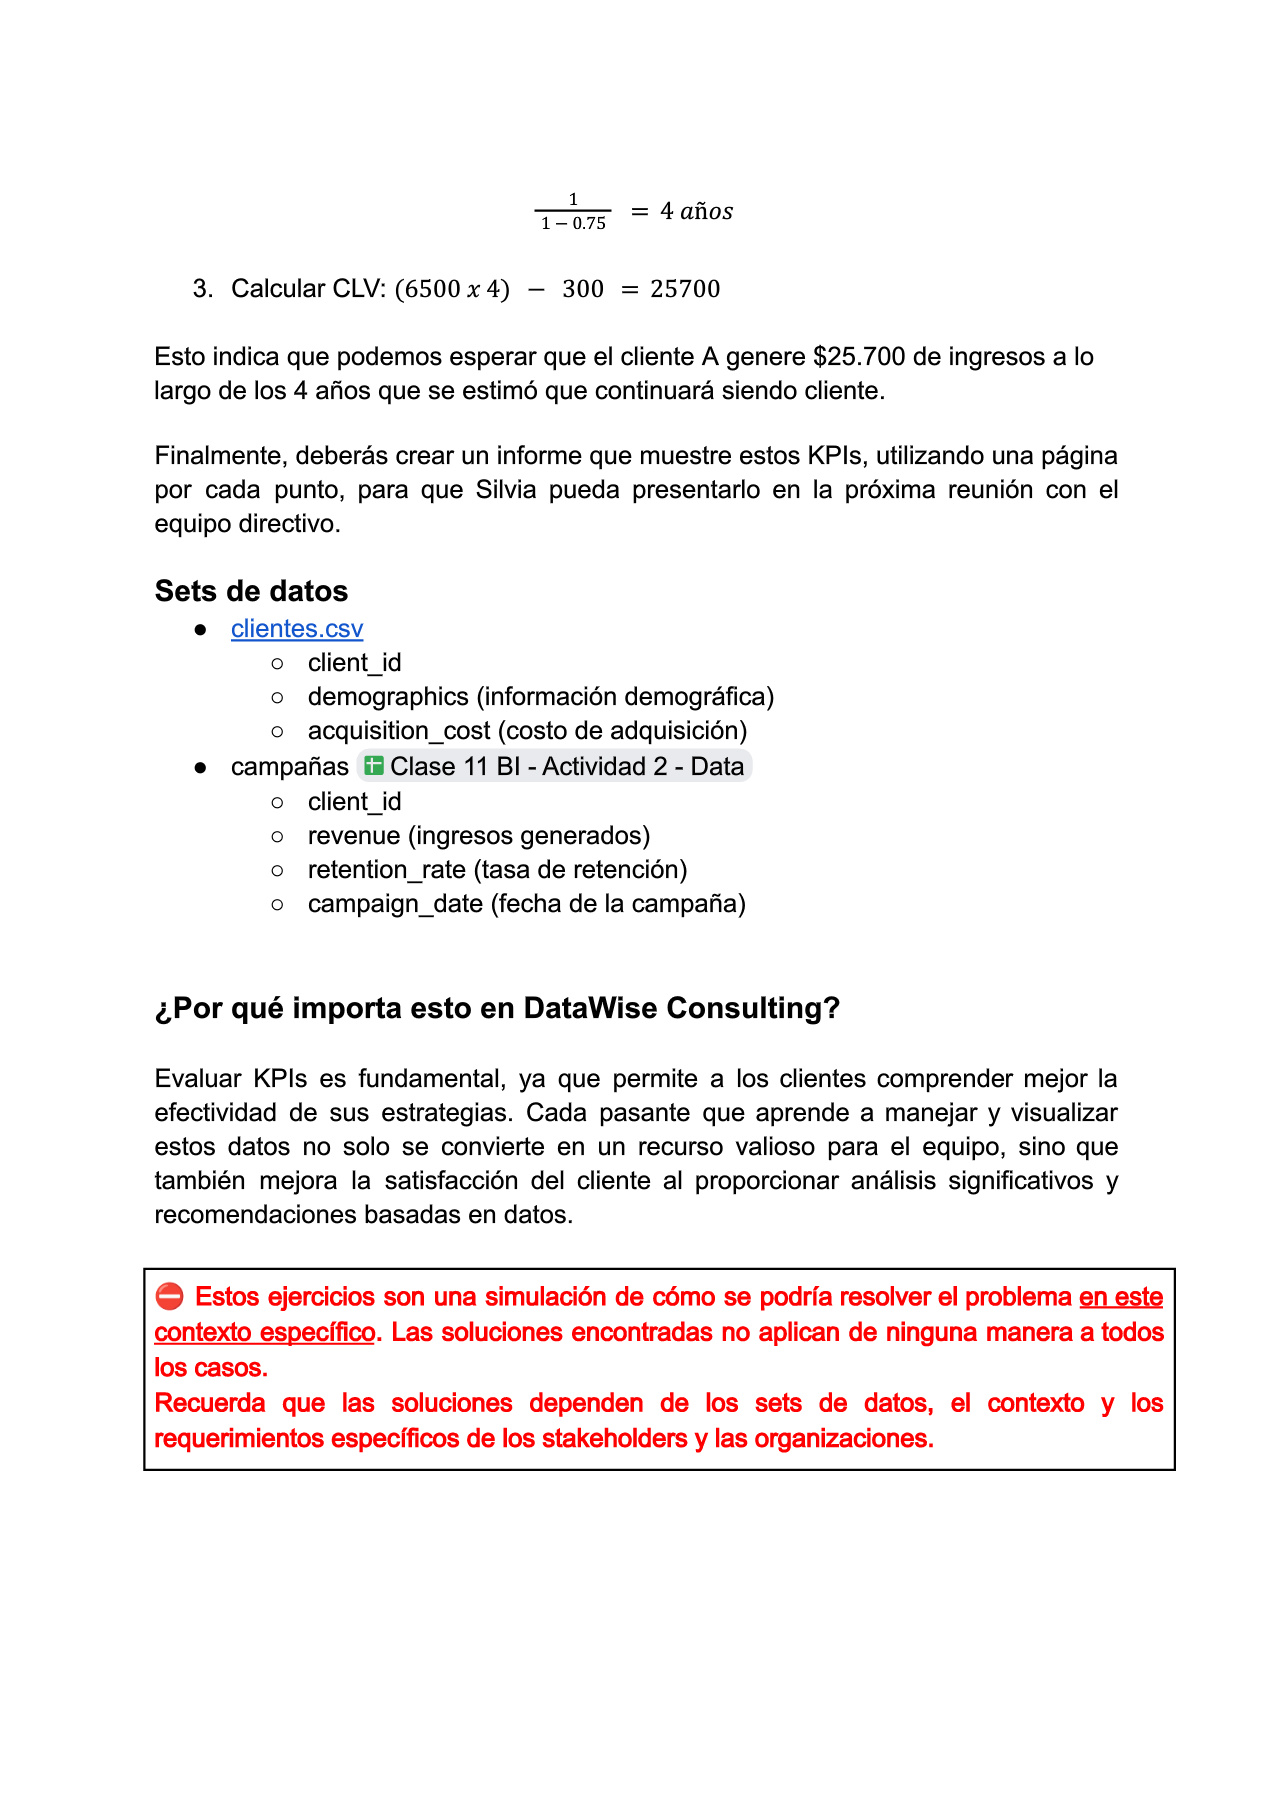 1
1 − 0.75
= 4 años
3. Calcular CLV: (6500 x 4) − 300 = 25700
Esto indica que podemos esperar que el cliente A genere $25.700 de ingresos a lo
largo de los 4 años que se estimó que continuará siendo cliente.
Finalmente, deberás crear un informe que muestre estos KPIs, utilizando una página
por cada punto, para que Silvia pueda presentarlo en la próxima reunión con el
equipo directivo.
Sets de datos
● clientes.csv
○ client_id
○ demographics (información demográfica)
○ acquisition_cost (costo de adquisición)
● campañas Clase 11 BI - Actividad 2 - Data
○ client_id
○ revenue (ingresos generados)
○ retention_rate (tasa de retención)
○ campaign_date (fecha de la campaña)
¿Por qué importa esto en DataWise Consulting?
Evaluar KPIs es fundamental, ya que permite a los clientes comprender mejor la
efectividad de sus estrategias. Cada pasante que aprende a manejar y visualizar
estos datos no solo se convierte en un recurso valioso para el equipo, sino que
también mejora la satisfacción del cliente al proporcionar análisis significativos y
recomendaciones basadas en datos.
⛔ Estos ejercicios son una simulación de cómo se podría resolver el problema en este
contexto específico. Las soluciones encontradas no aplican de ninguna manera a todos
los casos.
Recuerda que las soluciones dependen de los sets de datos, el contexto y los
requerimientos específicos de los stakeholders y las organizaciones.